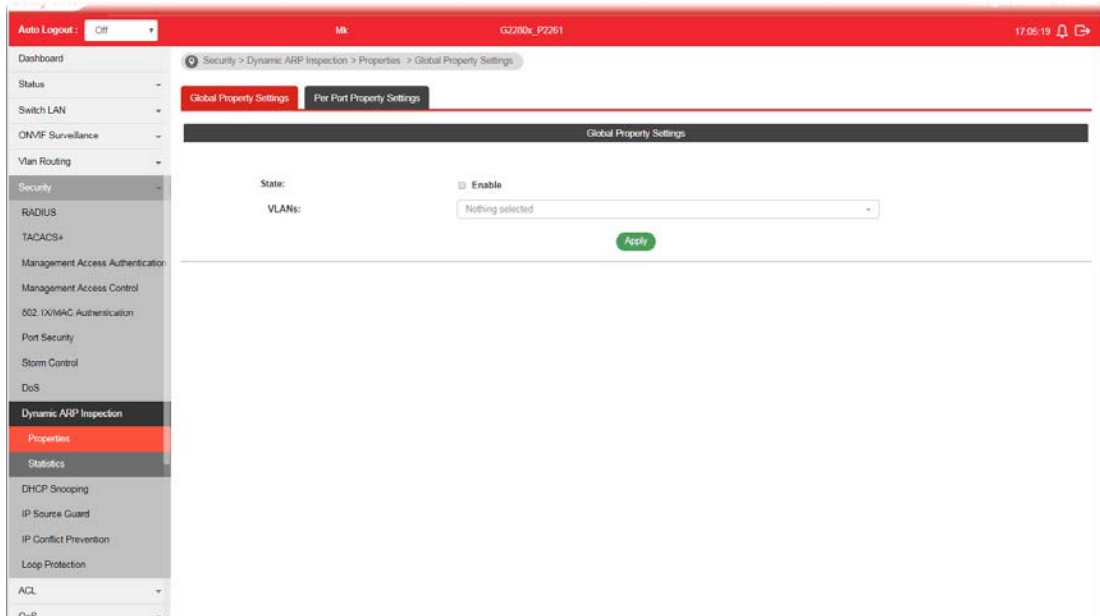 Auto Logout : Off Mk G2280x_P2261 17:05:19
Dashboard
Status
Switch LAN
ONVIF Surveillance
Vlan Routing
Security
RADIUS
TACACS+
Management Access Authentication
Management Access Control
802.1X/MAC Authentication
Port Security
Storm Control
DoS
Dynamic ARP Inspection
Properties
Statistics
DHCP Snooping
IP Source Guard
IP Conflict Prevention
Loop Protection
ACL
QoS
Security > Dynamic ARP Inspection > Properties > Global Property Settings
Global Property Settings Per Port Property Settings
Global Property Settings
State: Enable
VLANs: Nothing selected
Apply